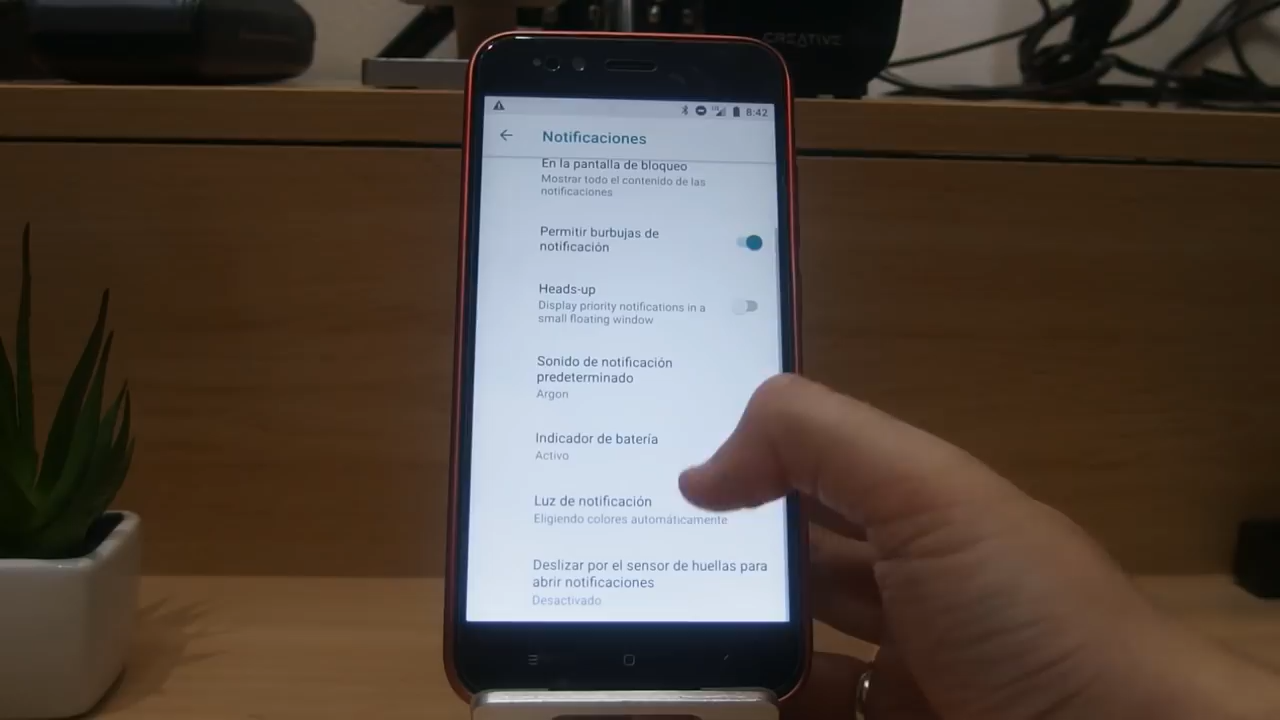 CREATIVE
8:42
Notificaciones
En la pantalla de bloqueo
Mostrar todo el contenido de las
notificaciones
Permitir burbujas de
notificación
Heads-up
Display priority notifications in a
small floating window
Sonido de notificación
predeterminado
Argon
Indicador de batería
Activo
Luz de notificación
Eligiendo colores automáticamente
Deslizar por el sensor de huellas para
abrir notificaciones
Desactivado